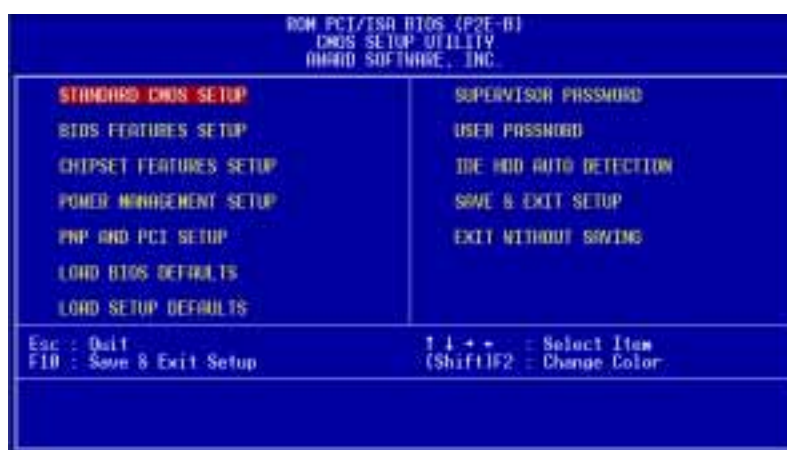 ROM PCI/ISA BIOS (P2E-B)
CMOS SETUP UTILITY
AWARD SOFTWARE, INC.
STANDARD CMOS SETUP
BIOS FEATURES SETUP
CHIPSET FEATURES SETUP
POWER MANAGEMENT SETUP
PNP AND PCI SETUP
LOAD BIOS DEFAULTS
LOAD SETUP DEFAULTS
SUPERVISOR PASSWORD
USER PASSWORD
IDE HDD AUTO DETECTION
SAVE & EXIT SETUP
EXIT WITHOUT SAVING
Esc : Quit
F10 : Save & Exit Setup
↑ ↓ → ← : Select Item
(Shift)F2 : Change Color